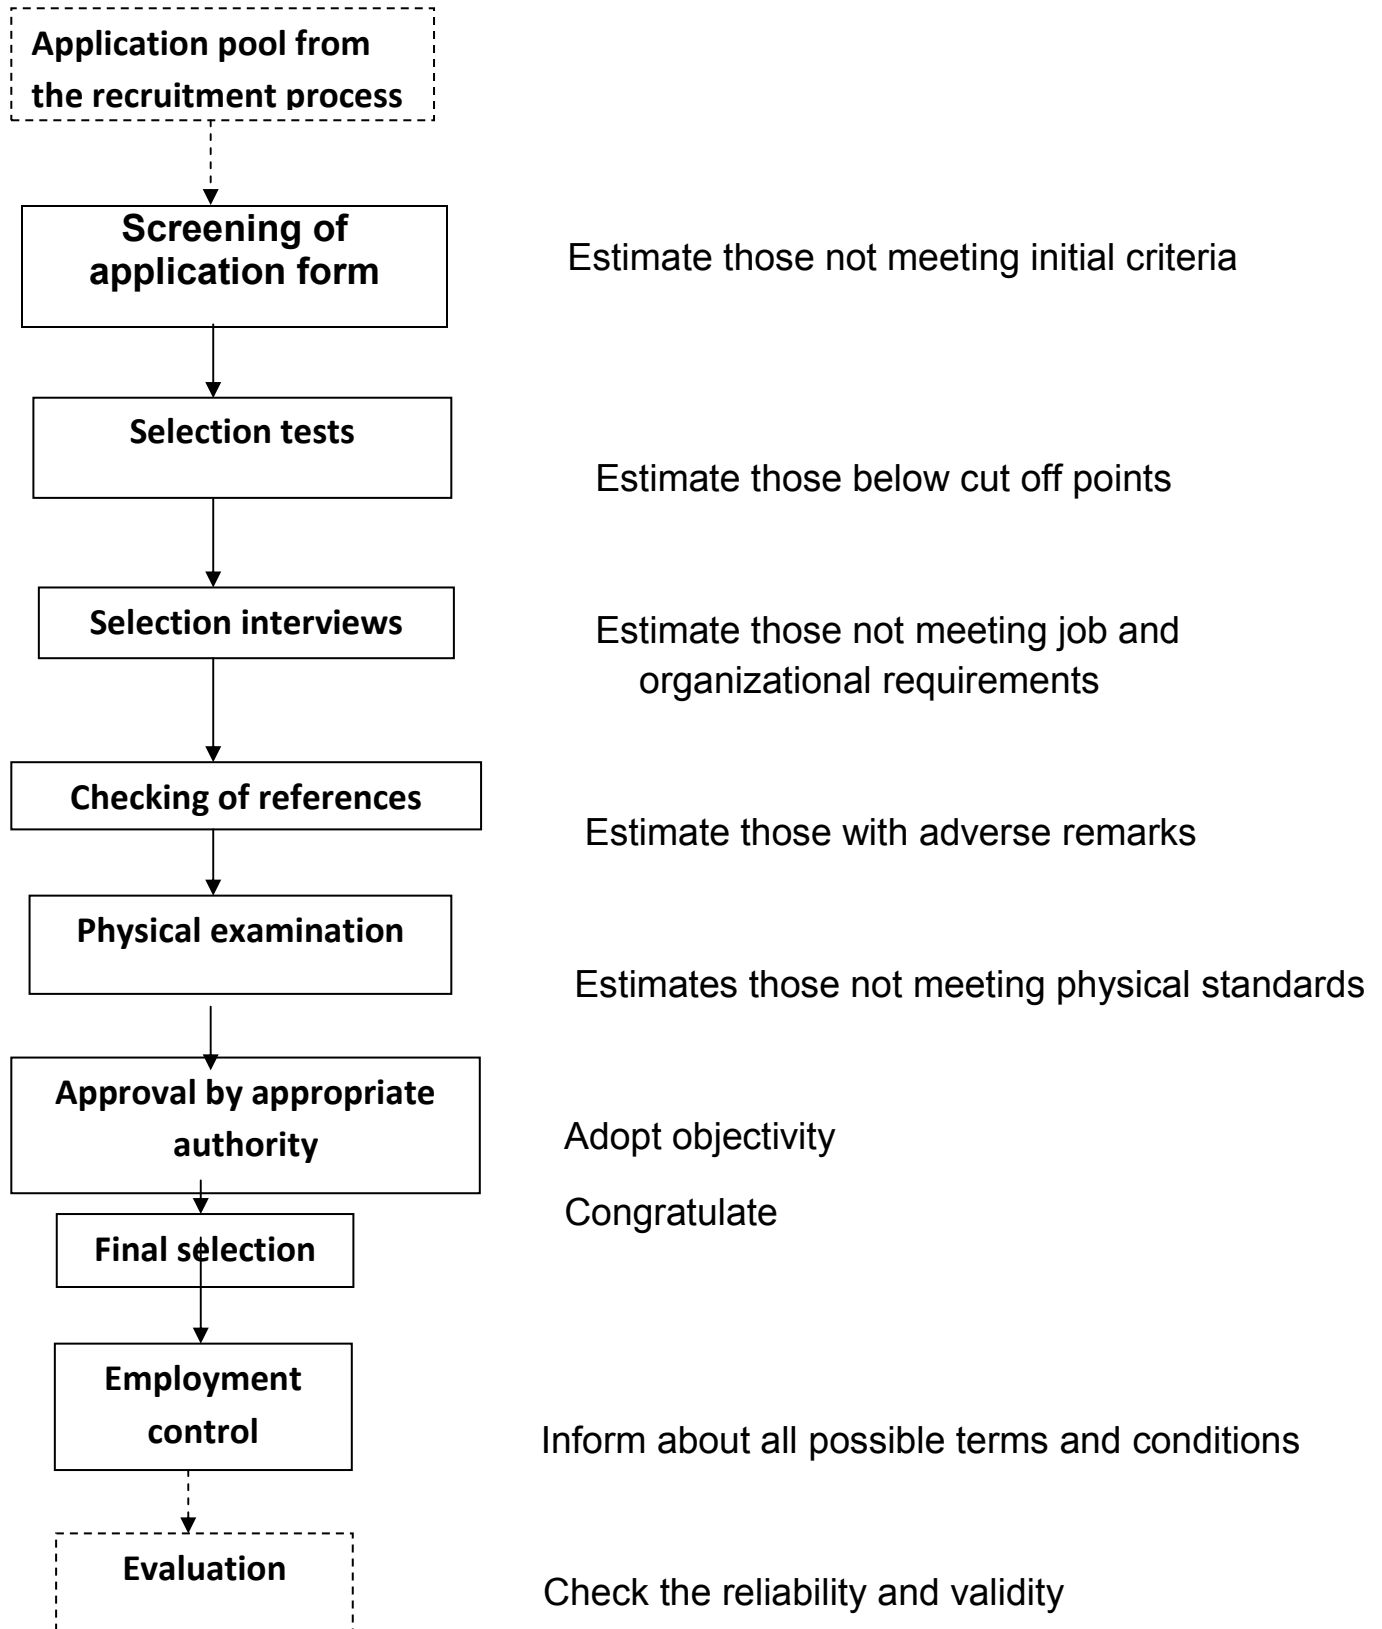 Application pool from
the recruitment process
Screening of
application form
Estimate those not meeting initial criteria
Selection tests
Estimate those below cut off points
Selection interviews
Estimate those not meeting job and
organizational requirements
Checking of references
Estimate those with adverse remarks
Physical examination
Estimates those not meeting physical standards
Approval by appropriate
authority
Adopt objectivity
Congratulate
Final selection
Employment
control
Inform about all possible terms and conditions
Evaluation
Check the reliability and validity